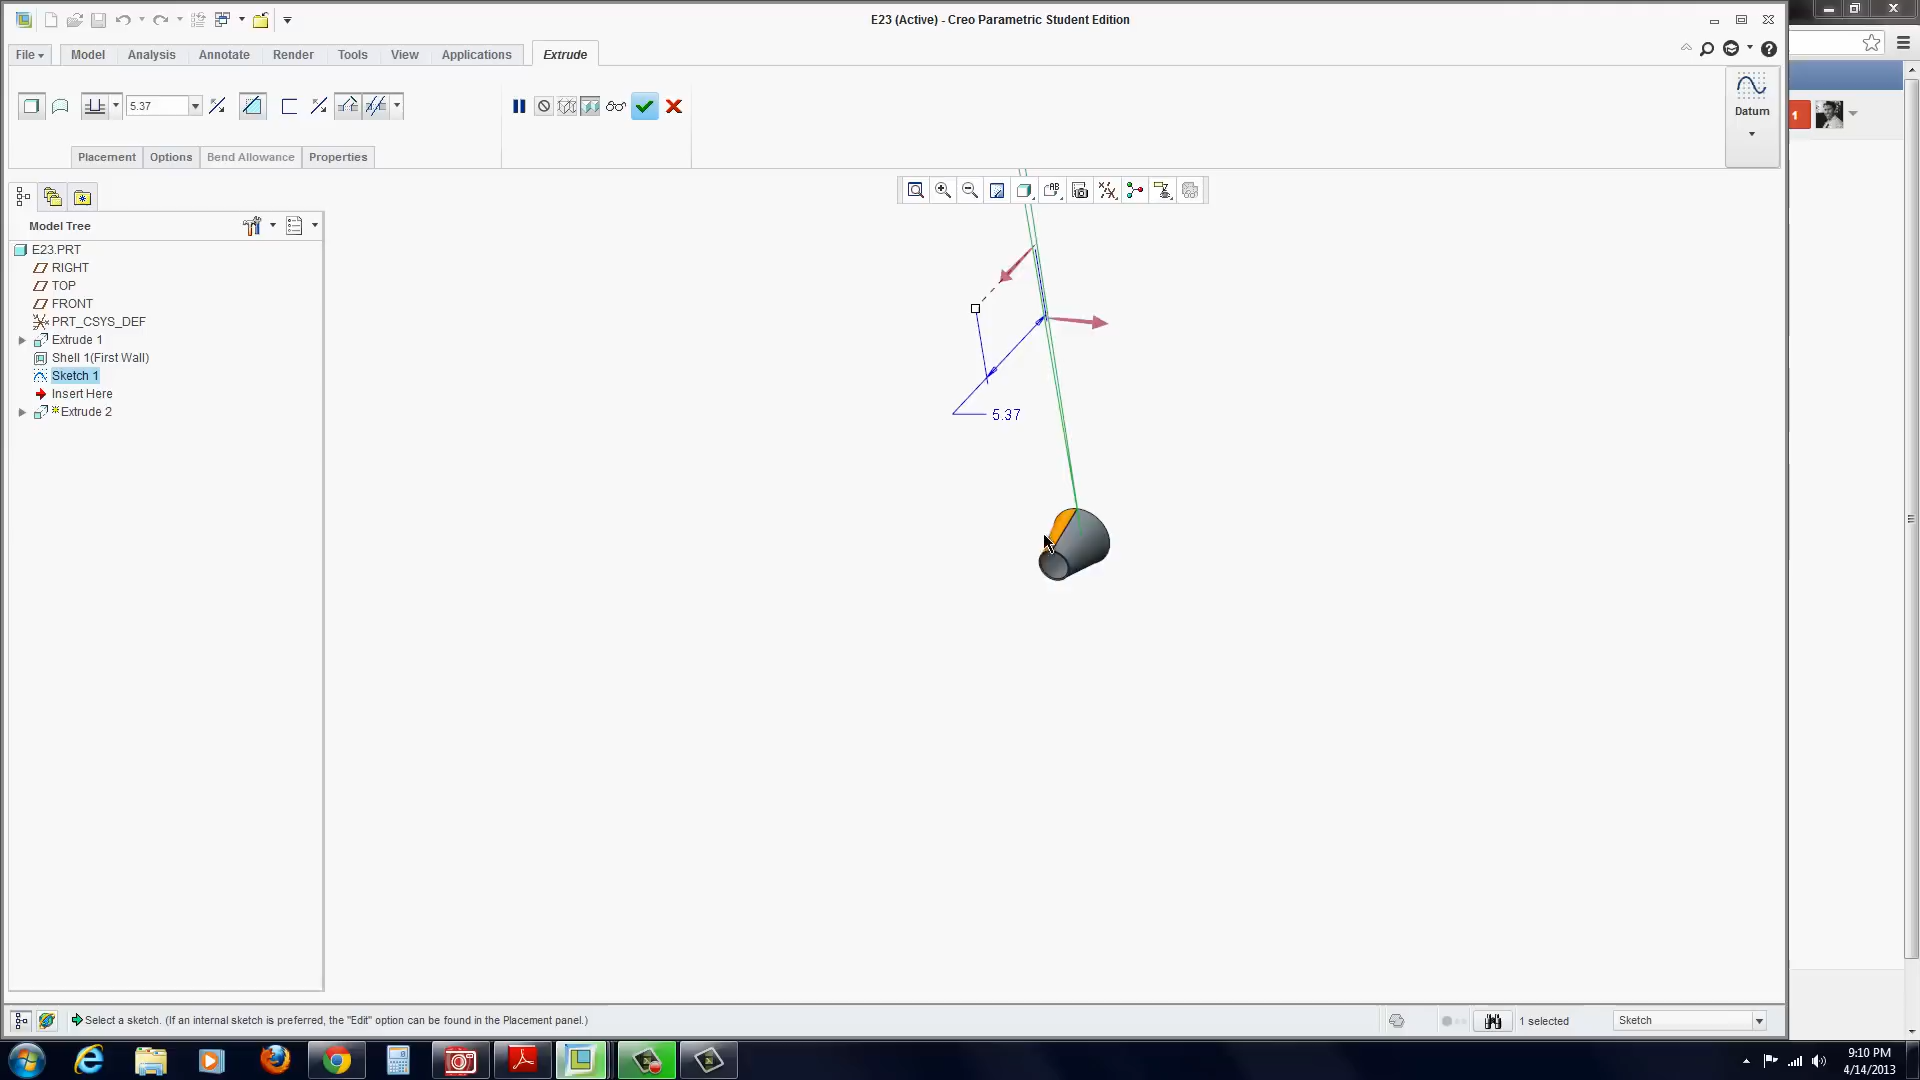 E23 (Active) - Creo Parametric Student Edition
File Model Analysis Annotate Render Tools View Applications Extrude
5.37
Datum
1
Placement Options Bend Allowance Properties
Model Tree
E23.PRT
RIGHT
TOP
FRONT
PRT_CSYS_DEF
Extrude 1
Shell 1(First Wall)
Sketch 1
Insert Here
Extrude 2
5.37
Select a sketch. (If an internal sketch is preferred, the "Edit" option can be found in the Placement panel.)
1 selected
Sketch
9:10 PM
4/14/2013